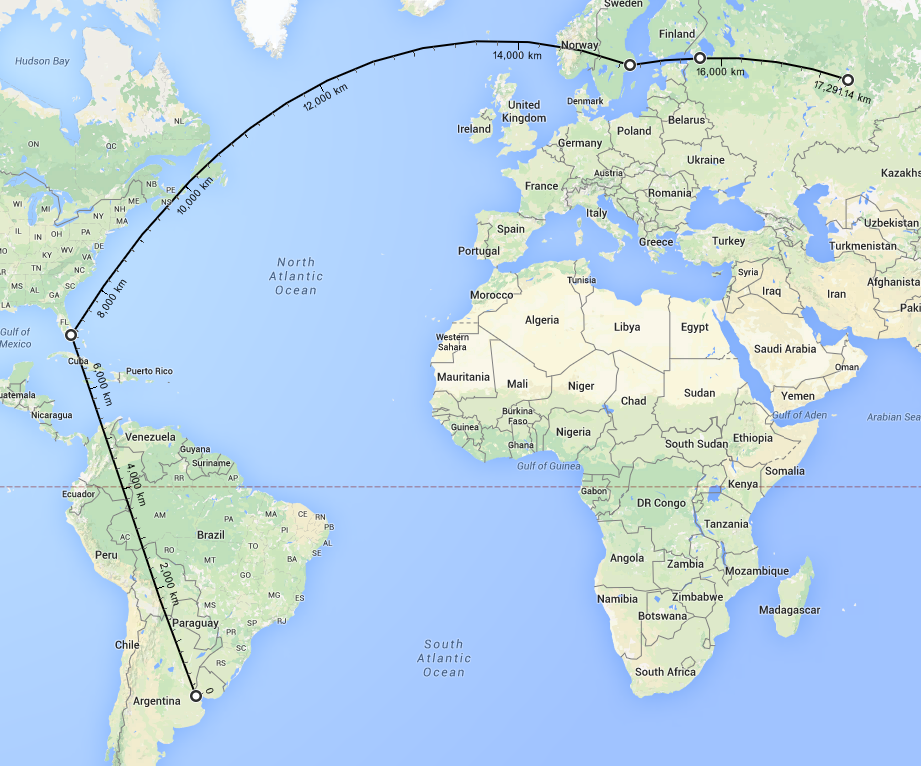 Sweden
Finland
Norway
Hudson Bay
14,000 km
16,000 km
17,291.14 km
12,000 km
Denmark
United
Kingdom
Ireland
NL
Belarus
Poland
Germany
ON
QC
Ukraine
Austria
Kazakhs
France
Romania
NB
PE
10,000 km
WI
MI
NH
NS
NY
ME
MA
Italy
Spain
Uzbekistan
IL
IN
OH
PA
Greece
Turkey
Portugal
Turkmenistan
KY
WV
DE
VA
North
Atlantic
Ocean
TN
NC
Syria
Tunisia
AR
SC
8,000 km
Iraq
Iran
Afghanista
MS
AL
GA
Morocco
LA
Paki
FL
Algeria
Libya
Egypt
Gulf of
Mexico
Western
Sahara
Saudi Arabia
Cuba
Oman
6,000 km
Puerto Rico
Mauritania
Mali
Niger
Sudan
Yemen
uatemala
Chad
Nicaragua
Burkina
Faso
Gulf of Aden
Arabian Sea
Guinea
Nigeria
Venezuela
Ghana
South Sudan
Ethiopia
Guyana
Suriname
Gulf of Guinea
Somalia
4,000 km
RR
AP
Kenya
Ecuador
Gabon
DR Congo
AM
PA
MA
CE
RN
Tanzania
PB
Brazil
AC
TO
AL
Peru
RO
SE
MT
BA
Angola
Zambia
Mozambique
2,000 km
GO
MG
ES
Namibia
Zimbabwe
MS
Botswana
Madagascar
Paraguay
SP
RJ
PR
Chile
SC
South
Atlantic
Ocean
RS
South Africa
0
Argentina